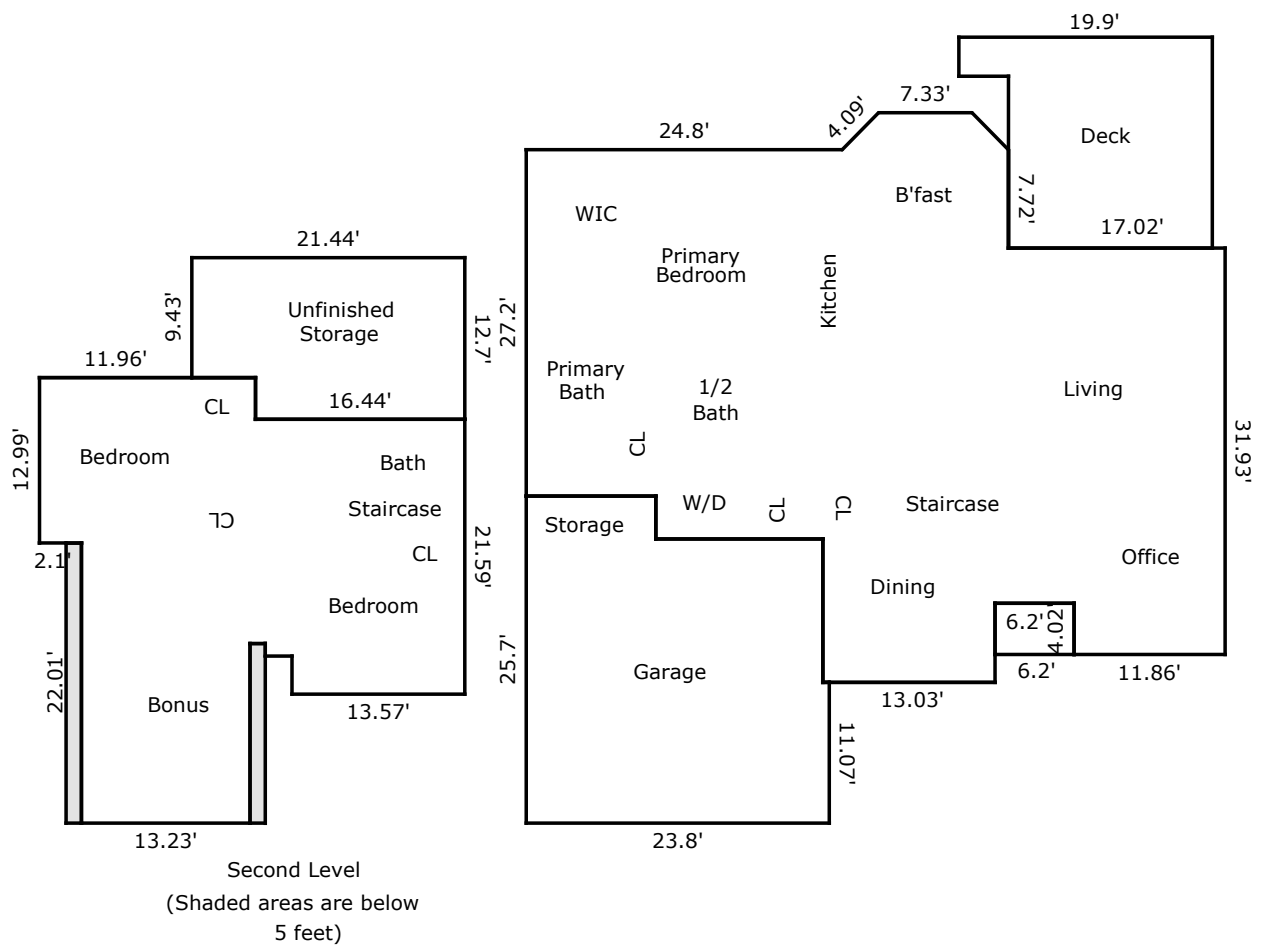 19.9'
7.33'
4.09'
24.8'
Deck
7.72'
B'fast
WIC
17.02'
21.44'
Primary
Bedroom
Kitchen
Unfinished
Storage
9.43'
12.7'
27.2'
11.96'
Primary
Bath
1/2
Bath
Living
CL
16.44'
12.99'
Bedroom
Bath
CL
31.93'
Staircase
CL
W/D
CL
CL
Staircase
Storage
CL
2.1'
21.59'
Office
Dining
Bedroom
6.2'
4.02'
22.01'
25.7'
Garage
6.2'
11.86'
Bonus
13.57'
13.03'
11.07'
13.23'
23.8'
Second Level
(Shaded areas are below
5 feet)